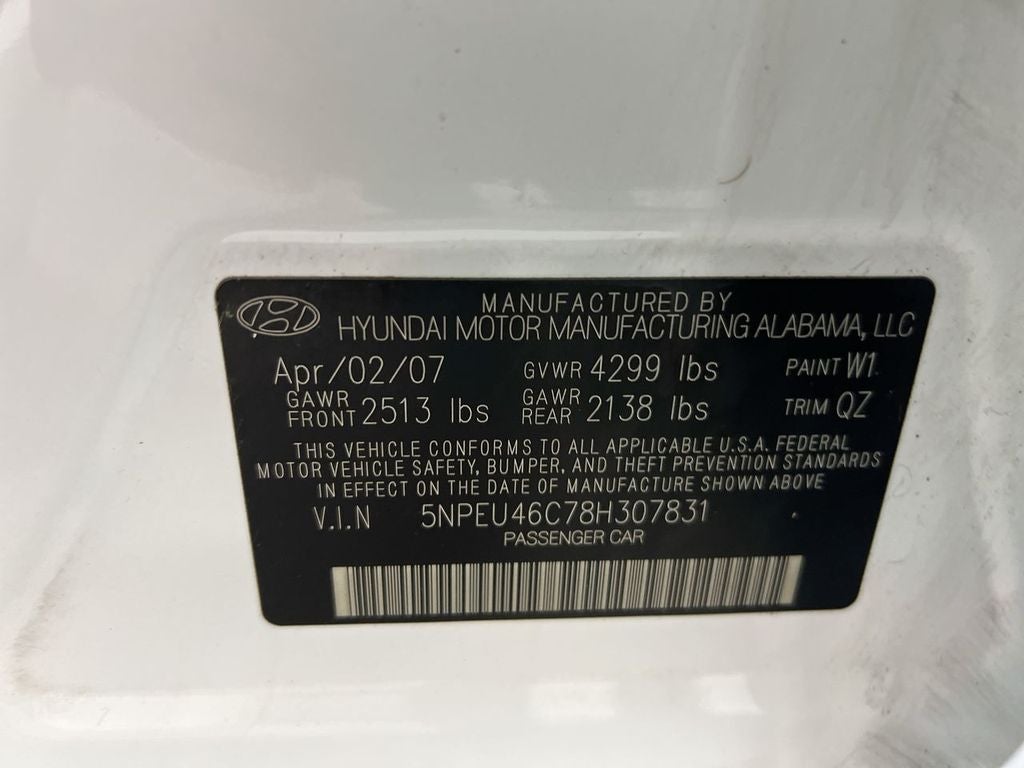 MANUFACTURED BY
HYUNDAI MOTOR MANUFACTURING ALABAMA, LLC
Apr/02/07 GVWR 4299 lbs PAINT W1
GAWR FRONT 2513 lbs GAWR REAR 2138 lbs TRIM QZ
THIS VEHICLE CONFORMS TO ALL APPLICABLE U.S.A. FEDERAL
MOTOR VEHICLE SAFETY, BUMPER, AND THEFT PREVENTION STANDARDS
IN EFFECT ON THE DATE OF MANUFACTURE SHOWN ABOVE
V.I.N 5NPEU46C78H307831
PASSENGER CAR